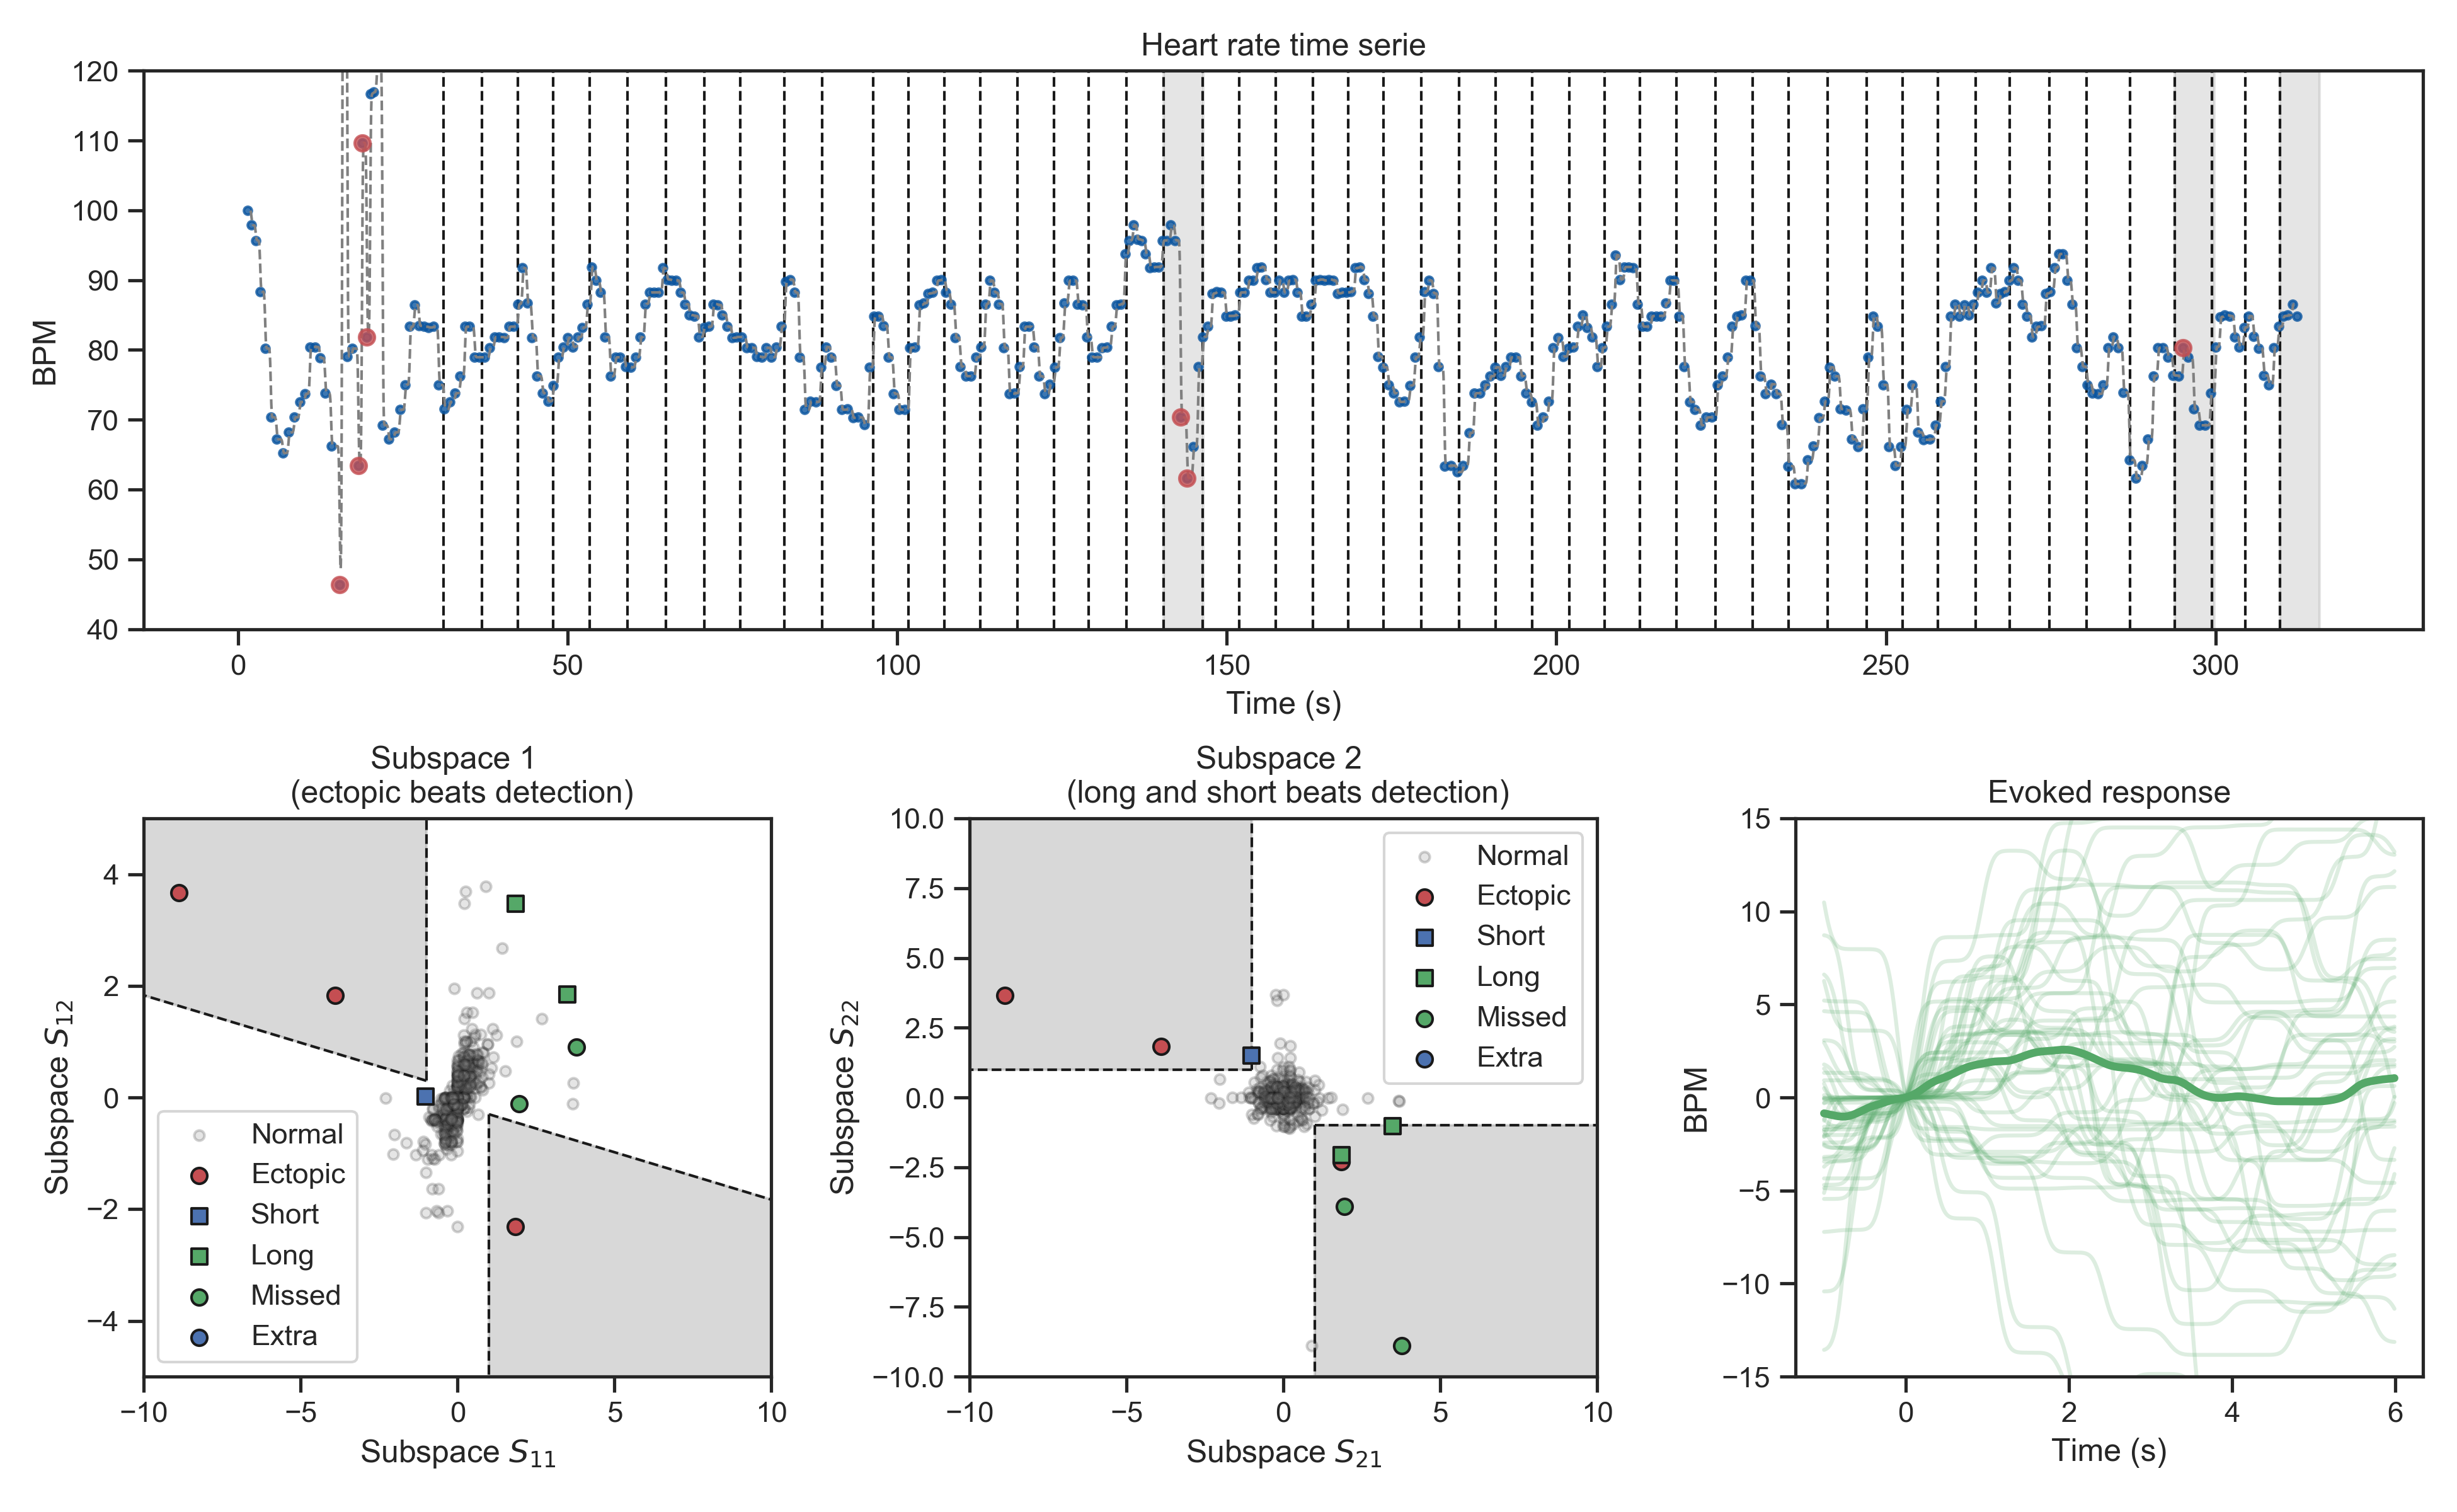 Heart rate time serie
120
110
100
90
80
70
60
50
40
BPM
0 50 100 150 200 250 300
Time (s)
Subspace 1
(ectopic beats detection)
4
2
0
−2
−4
Subspace S12
Normal
Ectopic
Short
Long
Missed
Extra
−10 −5 0 5 10
Subspace S11
Subspace 2
(long and short beats detection)
10.0
7.5
5.0
2.5
0.0
−2.5
−5.0
−7.5
−10.0
Subspace S22
Normal
Ectopic
Short
Long
Missed
Extra
−10 −5 0 5 10
Subspace S21
Evoked response
15
10
5
0
−5
−10
−15
BPM
0 2 4 6
Time (s)